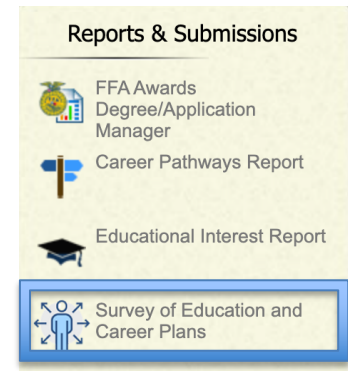 Reports & Submissions
FFA Awards
Degree/Application
Manager
Career Pathways Report
Educational Interest Report
Survey of Education and
Career Plans